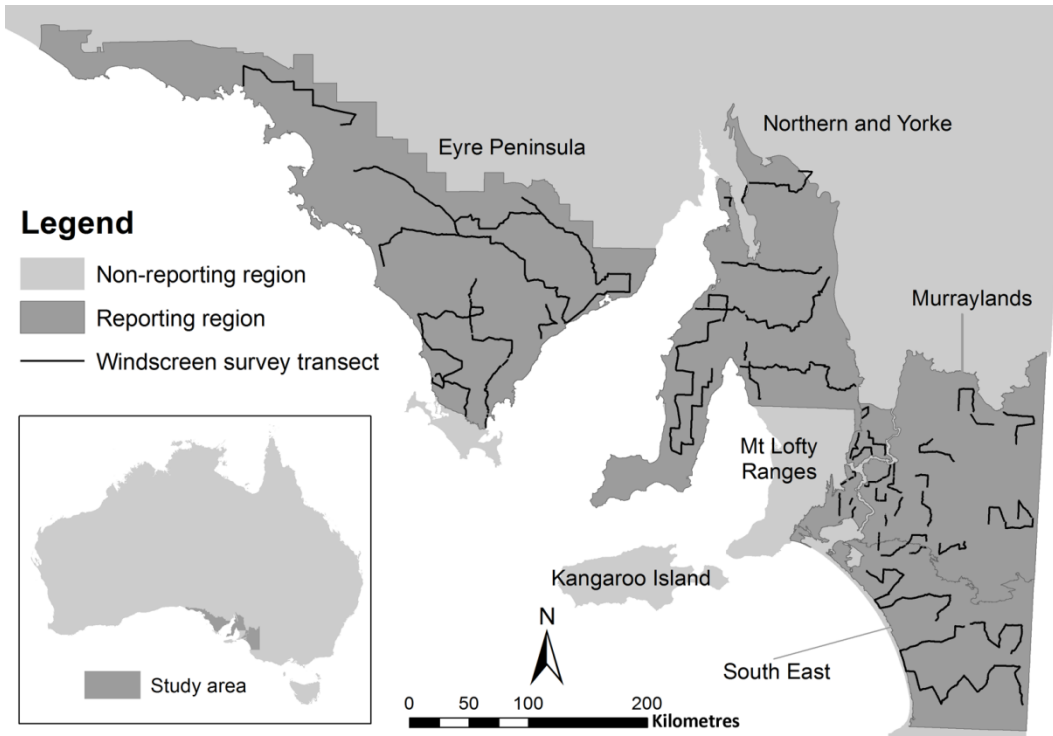 Eyre Peninsula
Northern and Yorke
Legend
Non-reporting region
Reporting region
Windscreen survey transect
Murraylands
Mt Lofty
Ranges
Kangaroo Island
N
South East
Study area
0 50 100 200
Kilometres